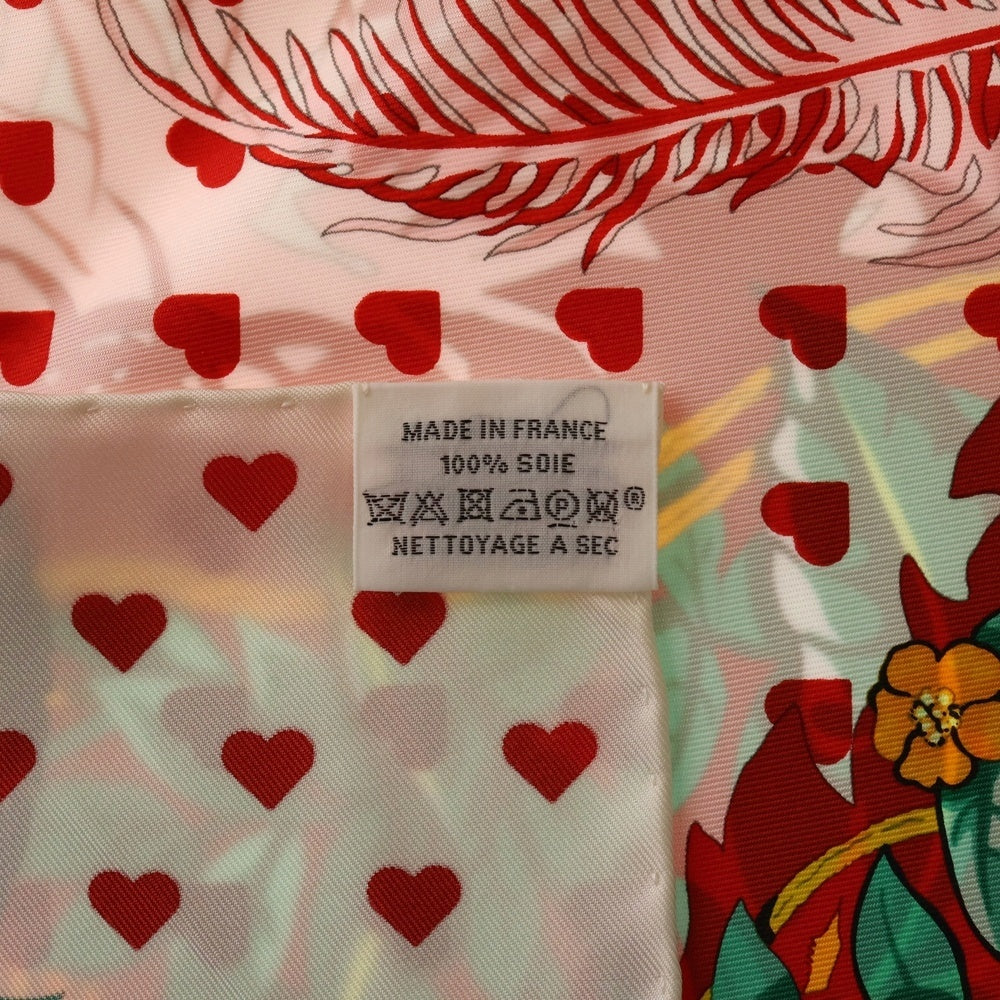 MADE IN FRANCE
100% SOIE
P ®
NETTOYAGE A SEC